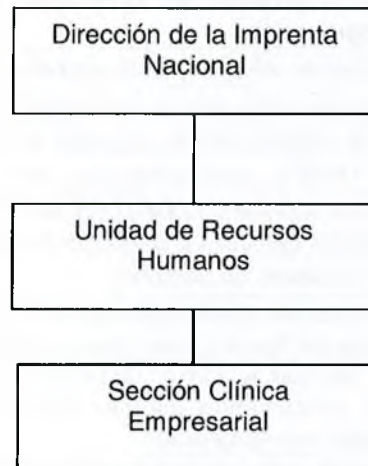 Dirección de la Imprenta
Nacional
Unidad de Recursos
Humanos
Sección Clínica
Empresarial